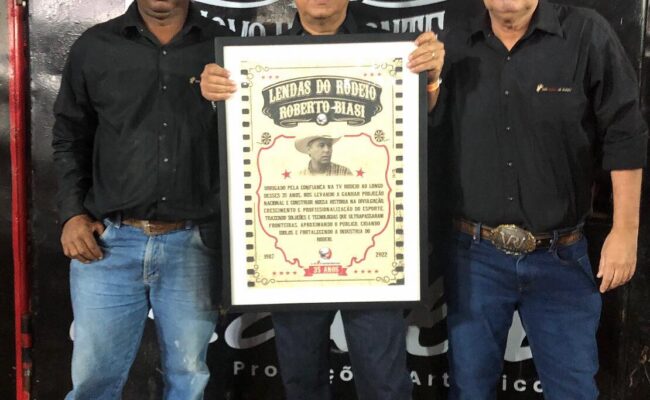 LENDAS DO RODEIO
ROBERTO BIASI
OBRIGADO PELA CONFIANÇA NA TV RODEIO AO LONGO
DESSES 35 ANOS, NOS LEVANDO A GANHAR PROJEÇÃO
NACIONAL E CONSTRUIR NOSSA HISTÓRIA NA DIVULGAÇÃO,
CRESCIMENTO E PROFISSIONALIZAÇÃO DO ESPORTE,
TRAZENDO SOLUÇÕES E TECNOLOGIAS QUE ULTRAPASSARAM
FRONTEIRAS, APROXIMANDO O PÚBLICO, CRIANDO
ÍDOLOS E FORTALECENDO A INDÚSTRIA DO
RODEIO.
1987 2022
35 ANOS